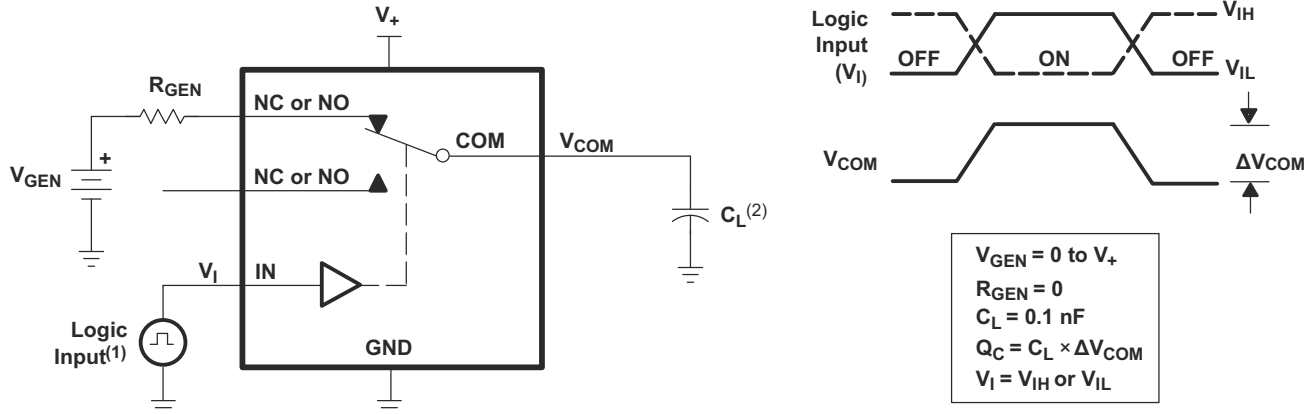 V+
RGEN
NC or NO
COM
VCOM
VGEN
+
NC or NO
CL(2)
VI
IN
Logic
Input(1)
GND
Logic
Input
(VI)
OFF
ON
OFF
VIH
VIL
VCOM
ΔVCOM
VGEN = 0 to V+
RGEN = 0
CL = 0.1 nF
QC = CL × ΔVCOM
VI = VIH or VIL